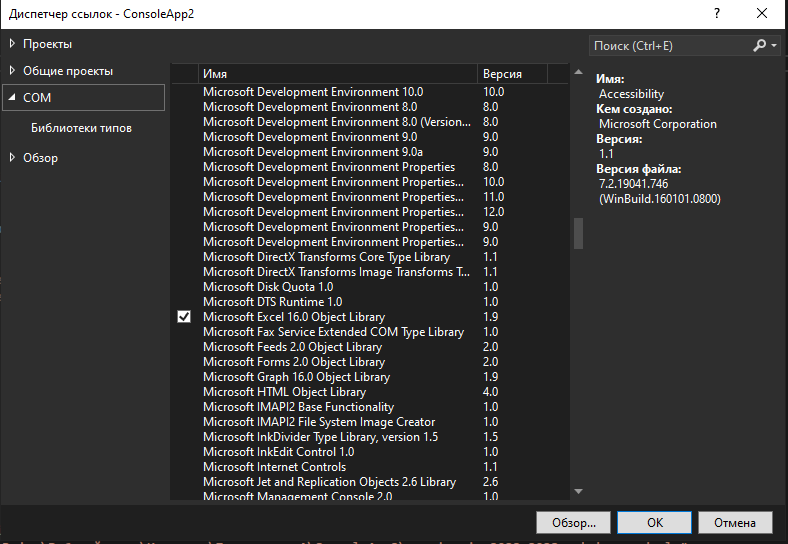 Диспетчер ссылок - ConsoleApp2
Проекты
Общие проекты
COM
Библиотеки типов
Обзор
Имя Версия
Microsoft Development Environment 10.0 10.0
Microsoft Development Environment 8.0 8.0
Microsoft Development Environment 8.0 (Version... 8.0
Microsoft Development Environment 9.0 9.0
Microsoft Development Environment 9.0a 9.0
Microsoft Development Environment Properties 8.0
Microsoft Development Environment Properties... 10.0
Microsoft Development Environment Properties... 11.0
Microsoft Development Environment Properties... 12.0
Microsoft Development Environment Properties... 9.0
Microsoft Development Environment Properties... 9.0
Microsoft DirectX Transforms Core Type Library 1.1
Microsoft DirectX Transforms Image Transforms T... 1.1
Microsoft Disk Quota 1.0 1.0
Microsoft DTS Runtime 1.0 1.0
Microsoft Excel 16.0 Object Library 1.9
Microsoft Fax Service Extended COM Type Library 1.0
Microsoft Feeds 2.0 Object Library 2.0
Microsoft Forms 2.0 Object Library 2.0
Microsoft Graph 16.0 Object Library 1.9
Microsoft HTML Object Library 4.0
Microsoft IMAPI2 Base Functionality 1.0
Microsoft IMAPI2 File System Image Creator 1.0
Microsoft InkDivider Type Library, version 1.5 1.5
Microsoft InkEdit Control 1.0 1.0
Microsoft Internet Controls 1.1
Microsoft Jet and Replication Objects 2.6 Library 2.6
Microsoft Management Console 2.0 1.0
Поиск (Ctrl+E)
Имя:
Accessibility
Кем создано:
Microsoft Corporation
Версия:
1.1
Версия файла:
7.2.19041.746
(WinBuild.160101.0800)
Обзор... ОК Отмена